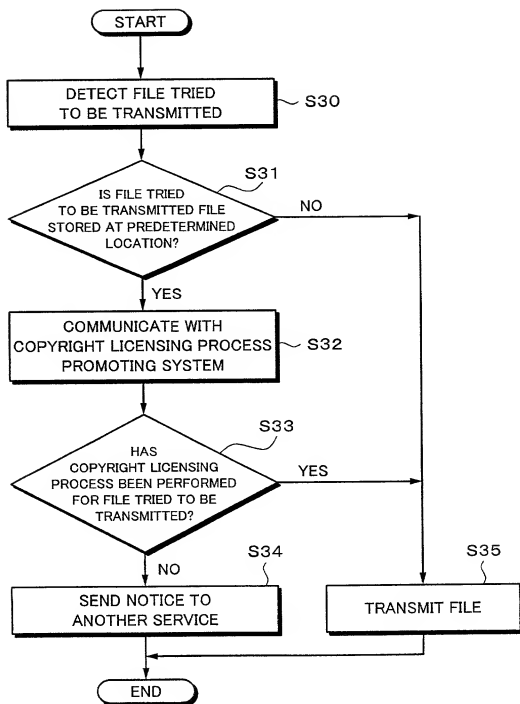 START
DETECT FILE TRIED
TO BE TRANSMITTED
S30
S31
IS FILE TRIED
TO BE TRANSMITTED FILE
STORED AT PREDETERMINED
LOCATION?
NO
YES
COMMUNICATE WITH
COPYRIGHT LICENSING PROCESS
PROMOTING SYSTEM
S32
S33
HAS
COPYRIGHT LICENSING
PROCESS BEEN PERFORMED
FOR FILE TRIED TO BE
TRANSMITTED?
YES
NO
S34
SEND NOTICE TO
ANOTHER SERVICE
S35
TRANSMIT FILE
END